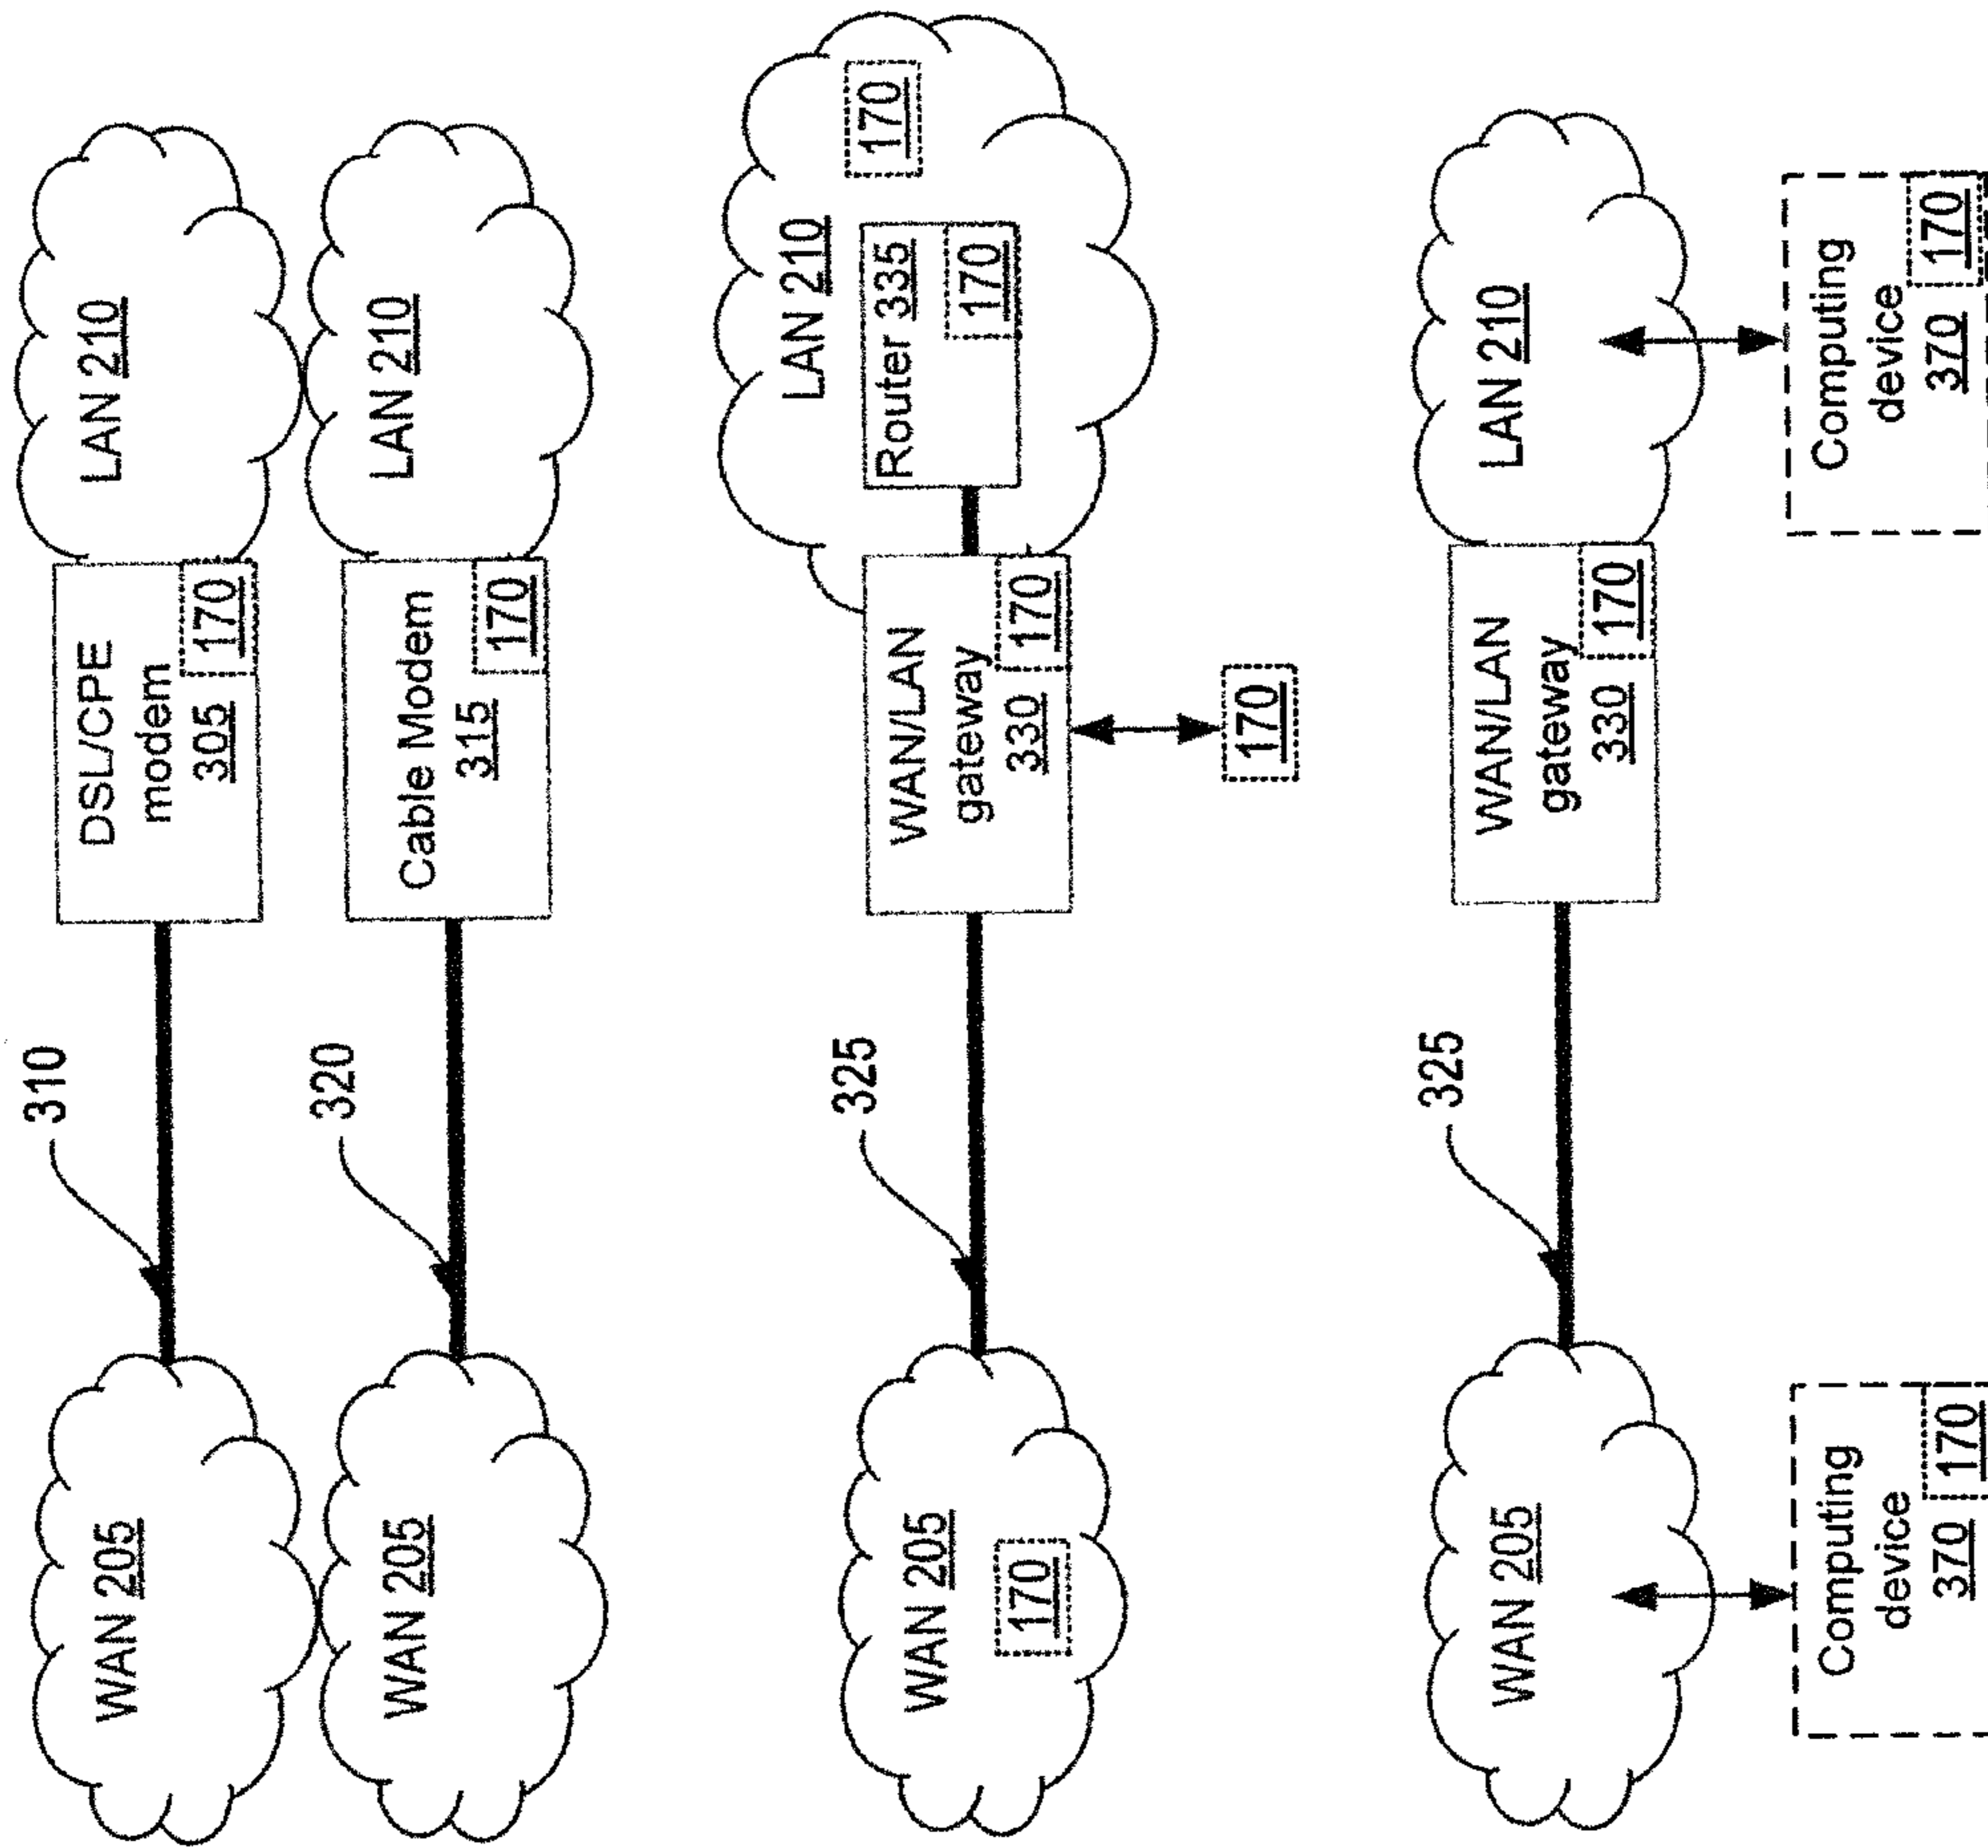 310
WAN 205
DSL/CPE
modem
305
170
LAN 210
320
WAN 205
Cable Modem
315
170
LAN 210
325
WAN 205
170
WAN/LAN
gateway
330
170
170
LAN 210
170
Router 335
170
325
WAN 205
WAN/LAN
gateway
330
170
LAN 210
Computing
device
370
170
Computing
device
370
170